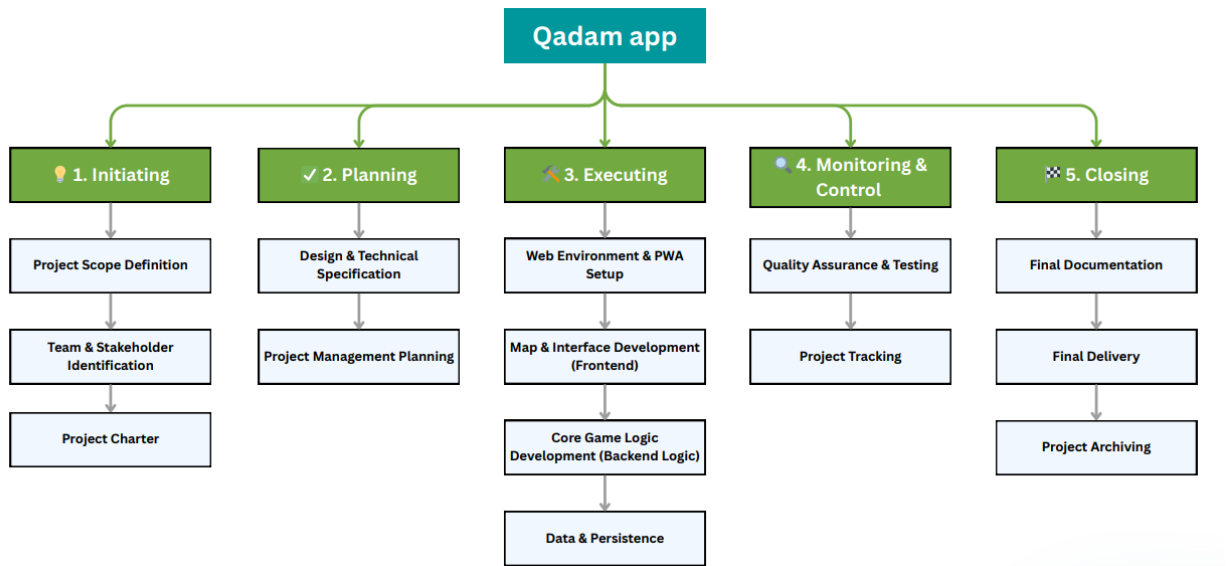 Qadam app
💡 1. Initiating
✅ 2. Planning
🛠️ 3. Executing
🔍 4. Monitoring &
Control
🏁 5. Closing
Project Scope Definition
Team & Stakeholder
Identification
Project Charter
Design & Technical
Specification
Project Management Planning
Web Environment & PWA
Setup
Map & Interface Development
(Frontend)
Core Game Logic
Development (Backend Logic)
Data & Persistence
Quality Assurance & Testing
Project Tracking
Final Documentation
Final Delivery
Project Archiving